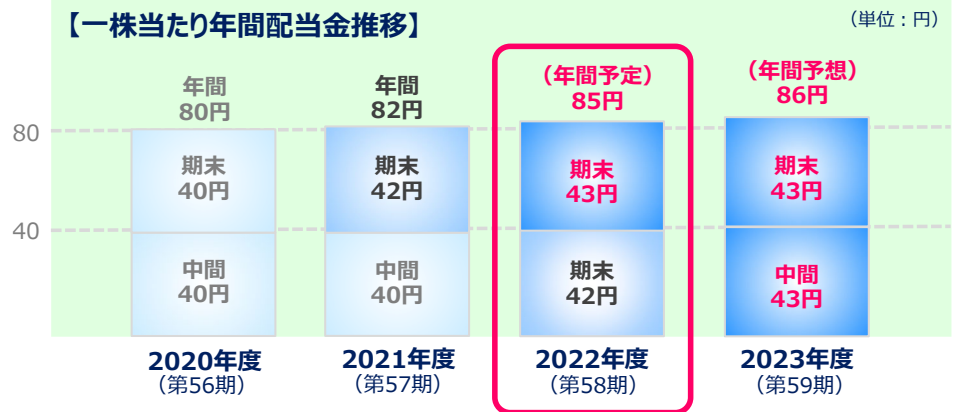 【一株当たり年間配当金推移】
（単位：円）
年間
80円
年間
82円
（年間予定）
85円
（年間予想）
86円
80
期末
40円
期末
42円
期末
43円
期末
43円
40
中間
40円
中間
40円
期末
42円
中間
43円
2020年度
（第56期）
2021年度
（第57期）
2022年度
（第58期）
2023年度
（第59期）